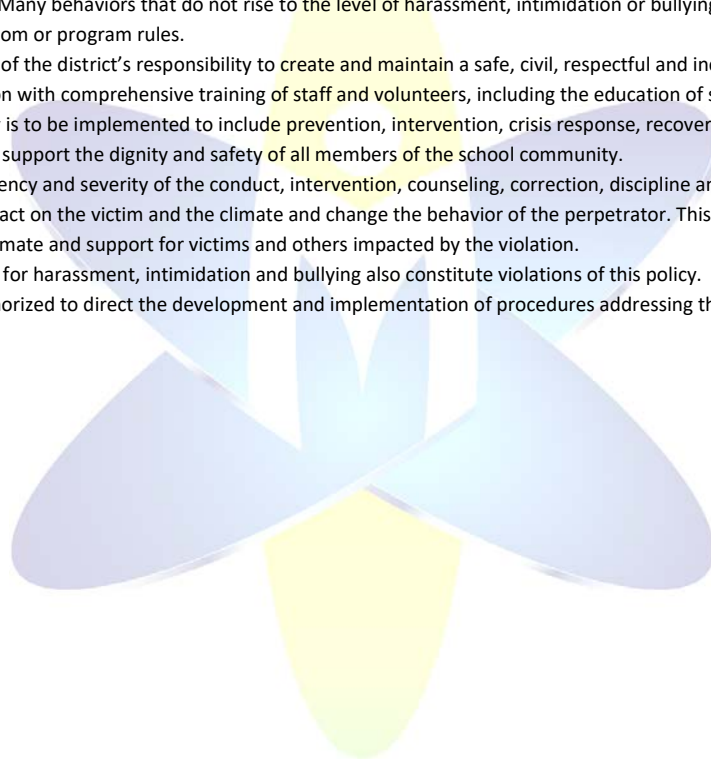 Many behaviors that do not rise to the level of harassment, intimidation or bullying
om or program rules.
of the district's responsibility to create and maintain a safe, civil, respectful and in
on with comprehensive training of staff and volunteers, including the education of s
is to be implemented to include prevention, intervention, crisis response, recover
support the dignity and safety of all members of the school community.
ency and severity of the conduct, intervention, counseling, correction, discipline a
act on the victim and the climate and change the behavior of the perpetrator. This
mate and support for victims and others impacted by the violation.
for harassment, intimidation and bullying also constitute violations of this policy.
orized to direct the development and implementation of procedures addressing th